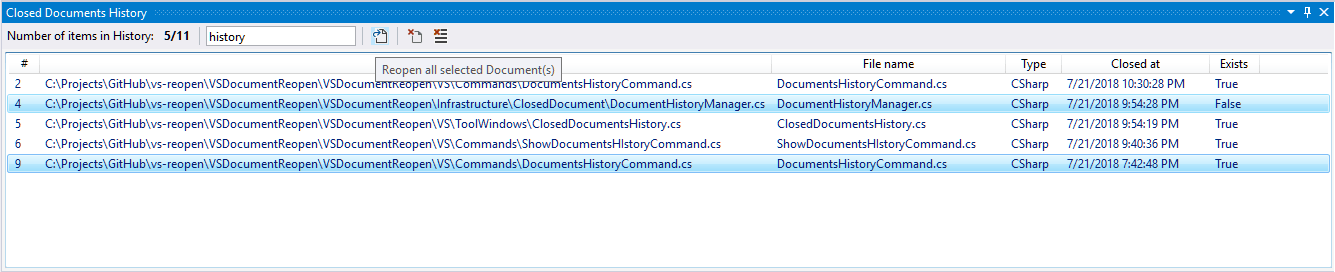 Closed Documents History
Number of items in History: 5/11 history
Reopen all selected Document(s)
# File name Type Closed at Exists
2 C:\Projects\GitHub\vs-reopen\VSDocumentReopen\VSDocumentReopen\VS\Commands\DocumentsHistoryCommand.cs DocumentsHistoryCommand.cs CSharp 7/21/2018 10:30:28 PM True
4 C:\Projects\GitHub\vs-reopen\VSDocumentReopen\VSDocumentReopen\Infrastructure\ClosedDocument\DocumentHistoryManager.cs DocumentHistoryManager.cs CSharp 7/21/2018 9:54:28 PM False
5 C:\Projects\GitHub\vs-reopen\VSDocumentReopen\VSDocumentReopen\VS\ToolWindows\ClosedDocumentsHistory.cs ClosedDocumentsHistory.cs CSharp 7/21/2018 9:54:19 PM True
6 C:\Projects\GitHub\vs-reopen\VSDocumentReopen\VSDocumentReopen\VS\Commands\ShowDocumentsHIstoryCommand.cs ShowDocumentsHIstoryCommand.cs CSharp 7/21/2018 9:40:36 PM True
9 C:\Projects\GitHub\vs-reopen\VSDocumentReopen\VSDocumentReopen\VS\Commands\DocumentsHistoryCommand.cs DocumentsHistoryCommand.cs CSharp 7/21/2018 7:42:48 PM True